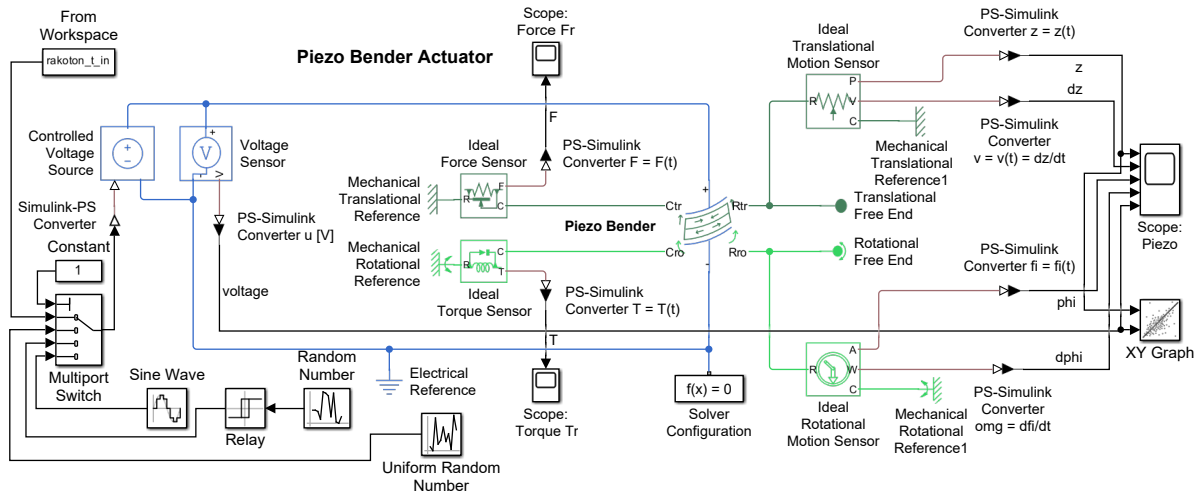 From
Workspace
rakoton_t_in
Piezo Bender Actuator
Scope:
Force Fr
F
Ideal
Translational
Motion Sensor
R
P
V
C
PS-Simulink
Converter z = z(t)
z
dz
PS-Simulink
Converter
v = v(t) = dz/dt
Mechanical
Translational
Reference1
Controlled
Voltage
Source
+
−
V
+
-
V
Voltage
Sensor
Simulink-PS
Converter
PS-Simulink
Converter u [V]
voltage
Ideal
Force Sensor
R
F
C
PS-Simulink
Converter F = F(t)
Mechanical
Translational
Reference
Mechanical
Rotational
Reference
R
C
T
Ideal
Torque Sensor
PS-Simulink
Converter T = T(t)
T
Piezo Bender
Ctr
Rtr
Cro
Rro
+
-
Translational
Free End
Rotational
Free End
Scope:
Piezo
PS-Simulink
Converter fi = fi(t)
phi
XY Graph
Constant
1
Multiport
Switch
Sine Wave
Relay
Random
Number
Uniform Random
Number
Electrical
Reference
Scope:
Torque Tr
f(x) = 0
Solver
Configuration
R
A
W
C
Ideal
Rotational
Motion Sensor
Mechanical
Rotational
Reference1
dphi
PS-Simulink
Converter
omg = dfi/dt